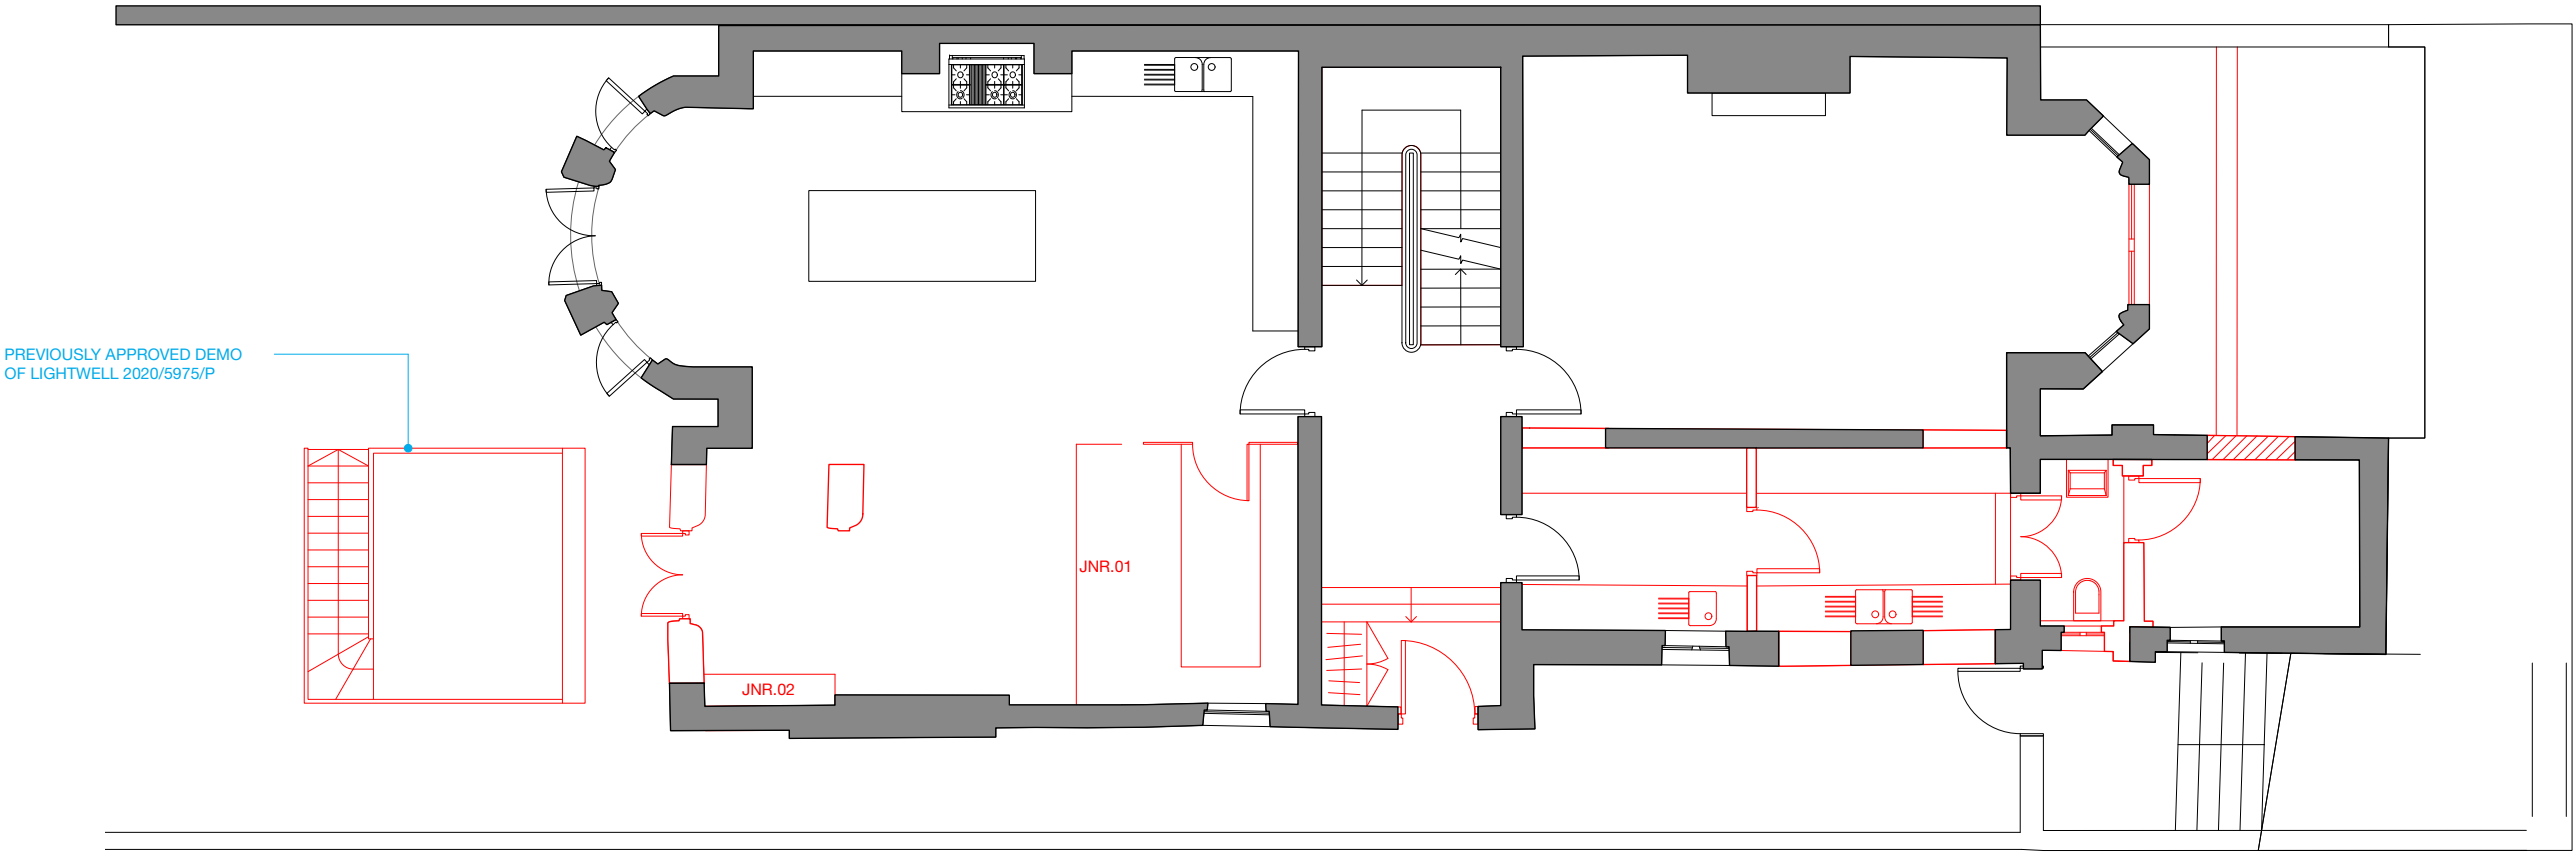 PREVIOUSLY APPROVED DEMO
OF LIGHTWELL 2020/5975/P
JNR.01
JNR.02